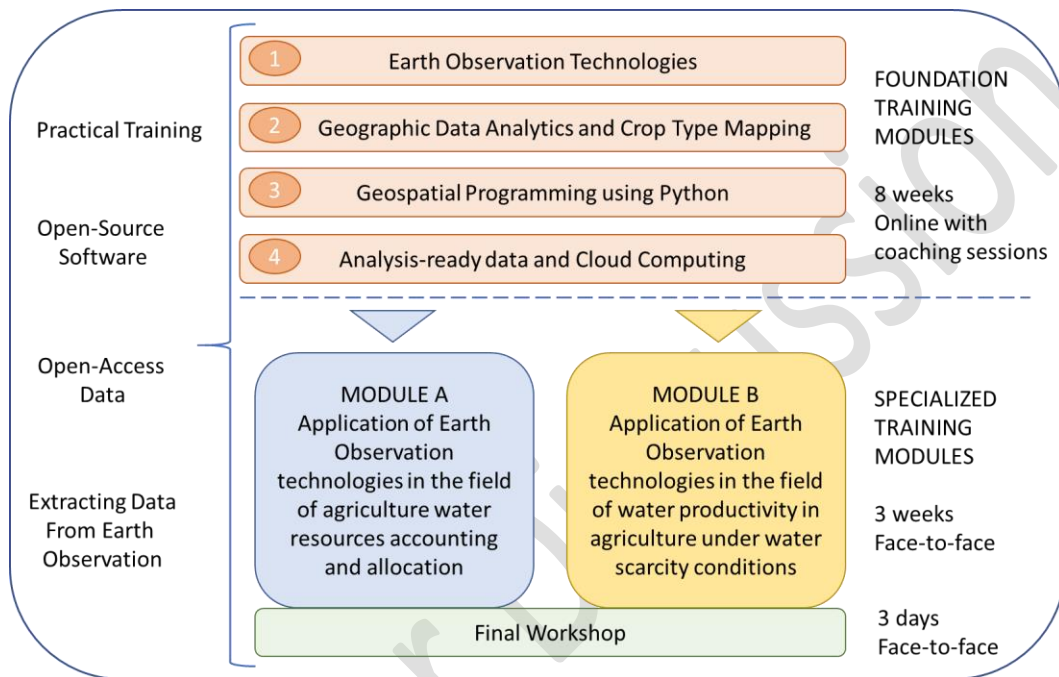 Practical Training
Open-Source
Software
Open-Access
Data
Extracting Data
From Earth
Observation
1
Earth Observation Technologies
2
Geographic Data Analytics and Crop Type Mapping
3
Geospatial Programming using Python
4
Analysis-ready data and Cloud Computing
FOUNDATION
TRAINING
MODULES
8 weeks
Online with
coaching sessions
MODULE A
Application of Earth
Observation
technologies in the field
of agriculture water
resources accounting
and allocation
MODULE B
Application of Earth
Observation
technologies in the field
of water productivity in
agriculture under water
scarcity conditions
SPECIALIZED
TRAINING
MODULES
3 weeks
Face-to-face
Final Workshop
3 days
Face-to-face